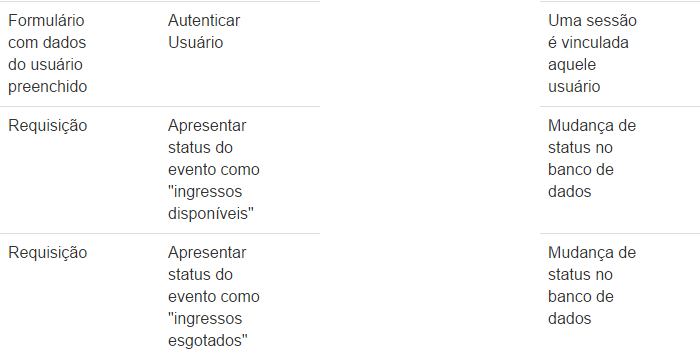 Formulário
com dados
do usuário
preenchido
Autenticar
Usuário
Uma sessão
é vinculada
aquele
usuário
Requisição
Apresentar
status do
evento como
"ingressos
disponíveis"
Mudança de
status no
banco de
dados
Requisição
Apresentar
status do
evento como
"ingressos
esgotados"
Mudança de
status no
banco de
dados